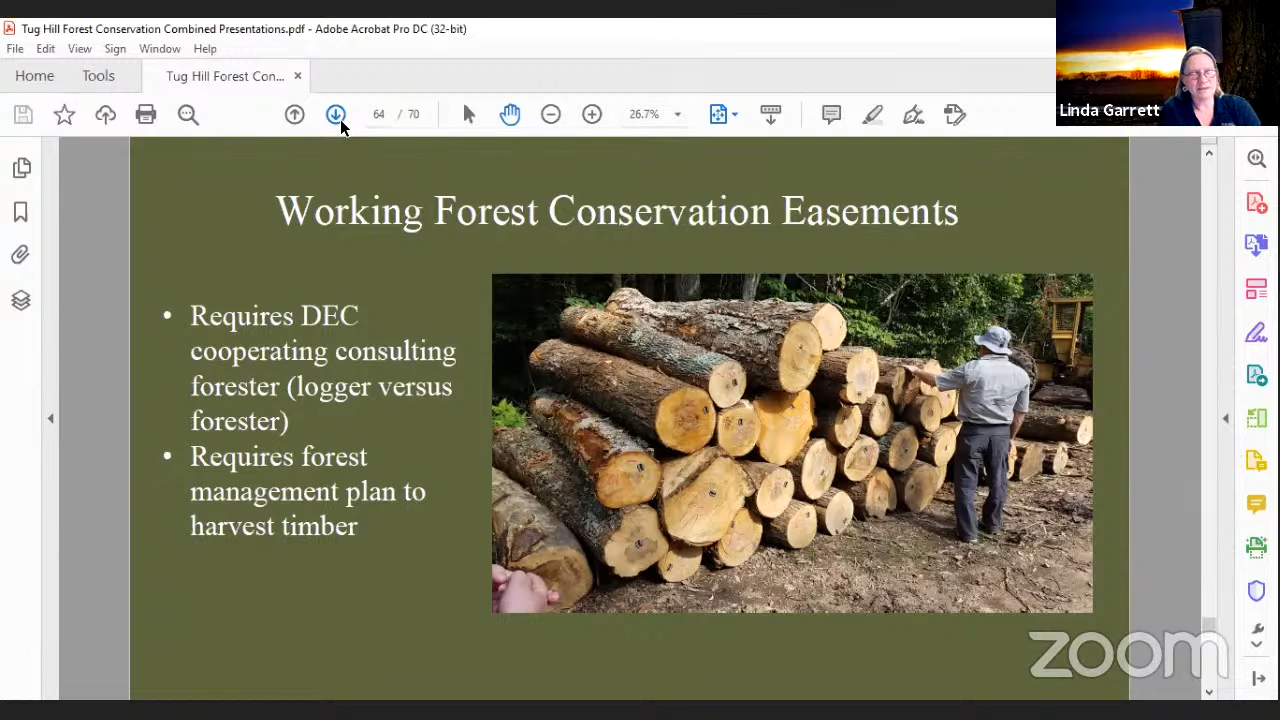 Tug Hill Forest Conservation Combined Presentations.pdf - Adobe Acrobat Pro DC (32-bit)
File Edit View Sign Window Help
Home Tools Tug Hill Forest Con... ×
64 / 70 26.7%
Linda Garrett
Working Forest Conservation Easements
• Requires DEC
cooperating consulting
forester (logger versus
forester)
• Requires forest
management plan to
harvest timber
zoom